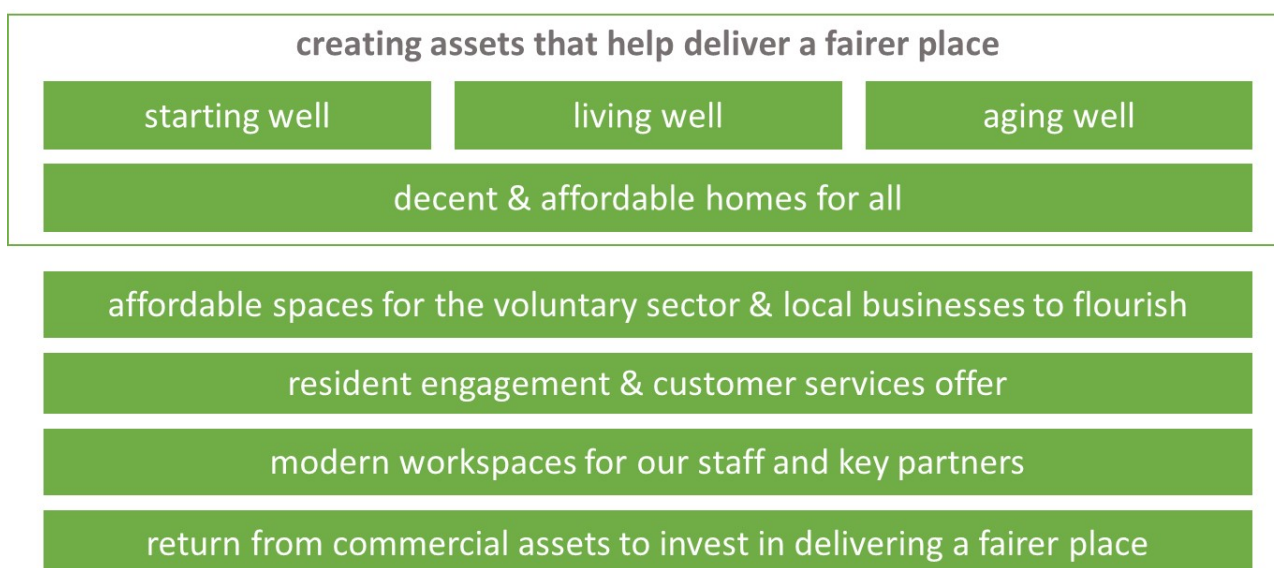 creating assets that help deliver a fairer place
starting well
living well
aging well
decent & affordable homes for all
affordable spaces for the voluntary sector & local businesses to flourish
resident engagement & customer services offer
modern workspaces for our staff and key partners
return from commercial assets to invest in delivering a fairer place